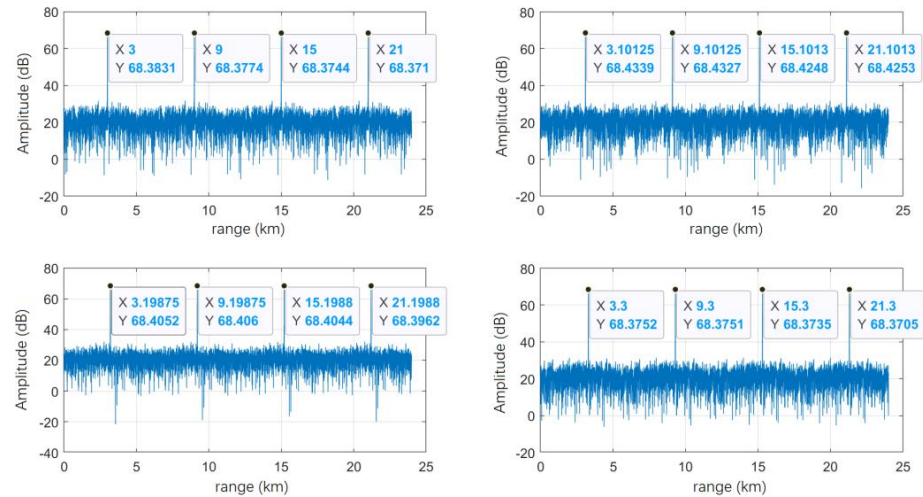 80
60
40
20
0
-20
Amplitude (dB)
X 3
Y 68.3831
X 9
Y 68.3774
X 15
Y 68.3744
X 21
Y 68.371
0 5 10 15 20 25
range (km)
80
60
40
20
0
-20
Amplitude (dB)
X 3.10125
Y 68.4339
X 9.10125
Y 68.4327
X 15.1013
Y 68.4248
X 21.1013
Y 68.4253
0 5 10 15 20 25
range (km)
80
60
40
20
0
-20
-40
Amplitude (dB)
X 3.19875
Y 68.4052
X 9.19875
Y 68.406
X 15.1988
Y 68.4044
X 21.1988
Y 68.3962
0 5 10 15 20 25
range (km)
80
60
40
20
0
-20
Amplitude (dB)
X 3.3
Y 68.3752
X 9.3
Y 68.3751
X 15.3
Y 68.3735
X 21.3
Y 68.3705
0 5 10 15 20 25
range (km)